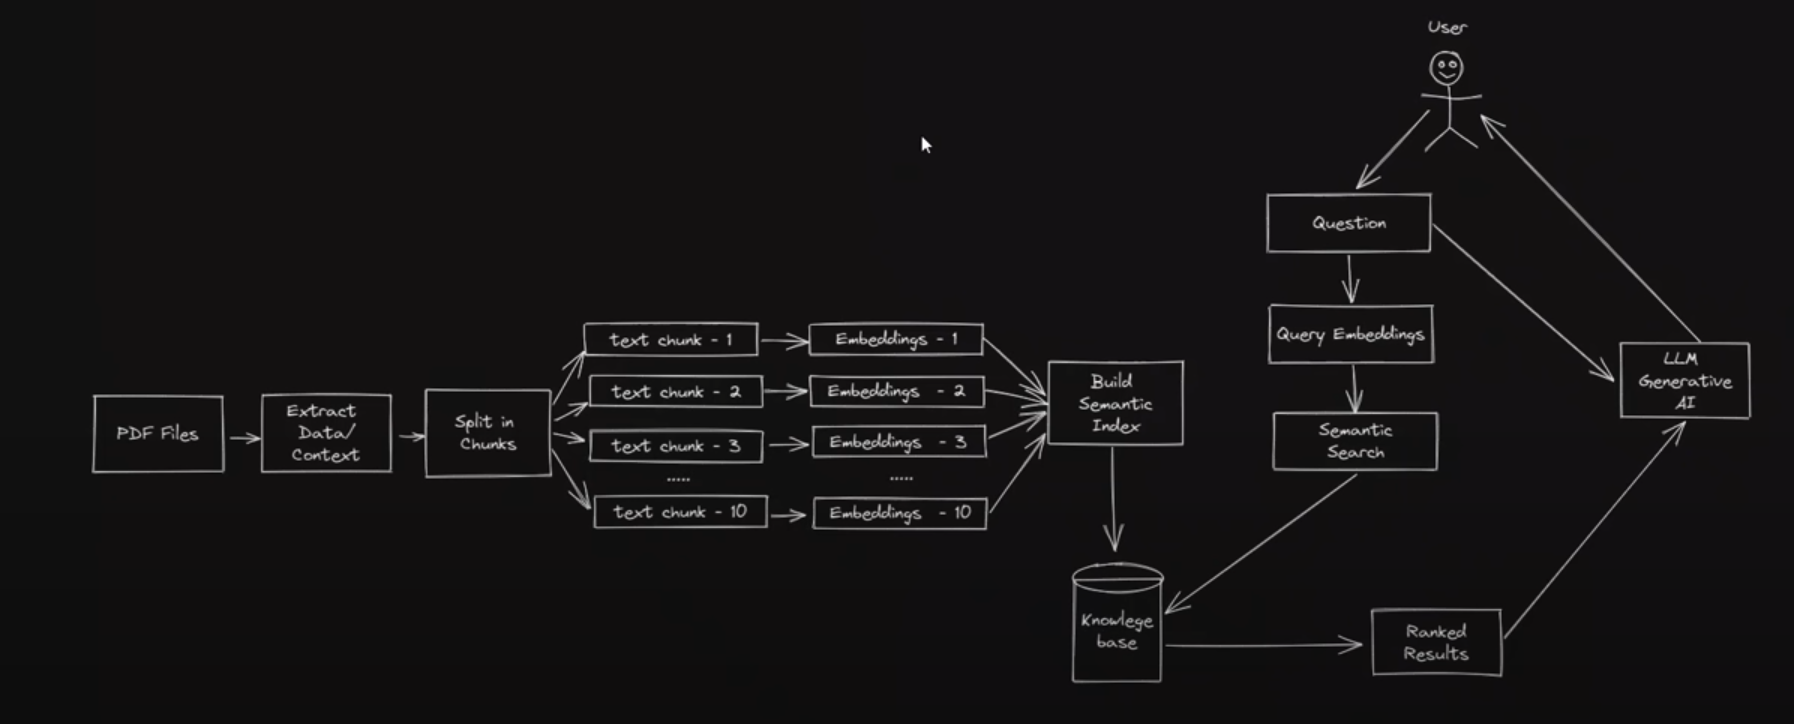 User
Question
Query Embeddings
Semantic
Search
LLM
Generative
AI
PDF Files
Extract
Data/
Context
Split in
Chunks
text chunk - 1
text chunk - 2
text chunk - 3
.....
text chunk - 10
Embeddings - 1
Embeddings - 2
Embeddings - 3
.....
Embeddings - 10
Build
Semantic
Index
Knowlege
base
Ranked
Results